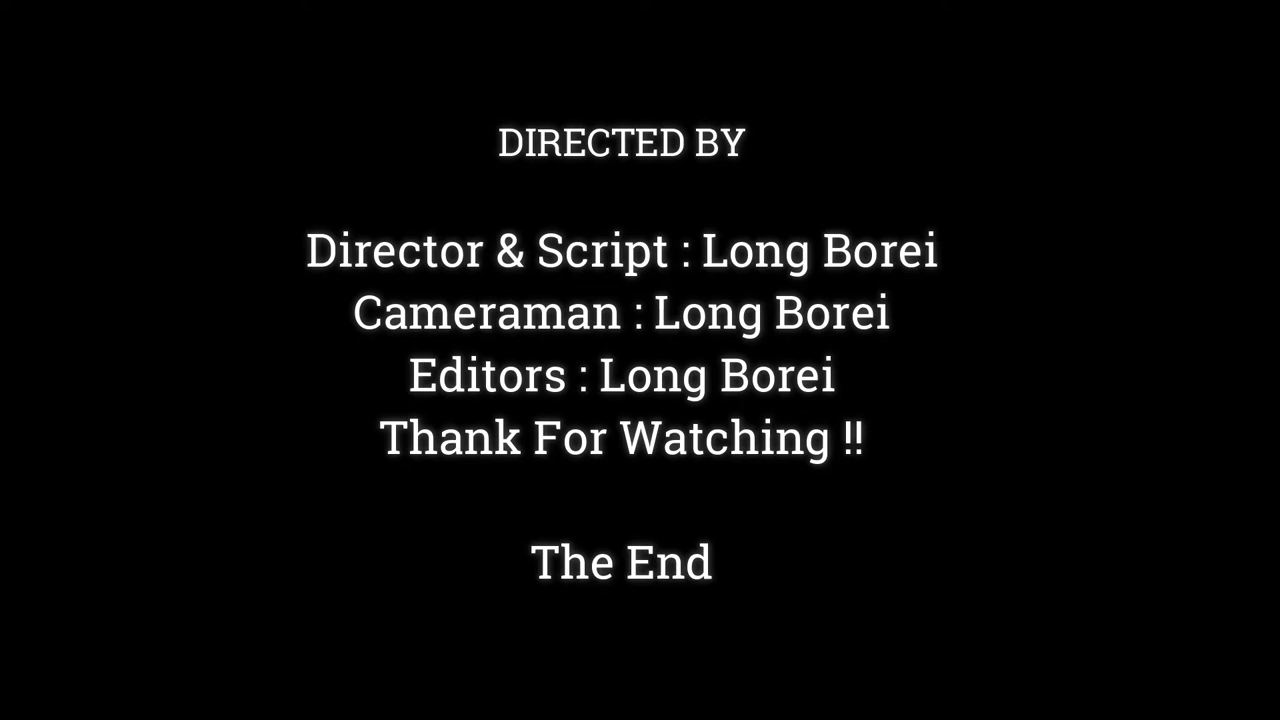 DIRECTED BY
Director & Script : Long Borei
Cameraman : Long Borei
Editors : Long Borei
Thank For Watching !!
The End